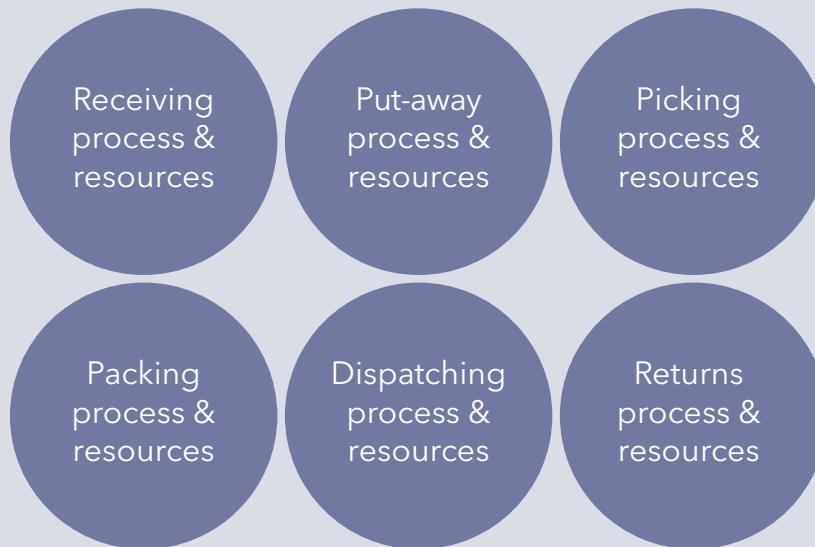 Receiving
process &
resources
Put-away
process &
resources
Picking
process &
resources
Packing
process &
resources
Dispatching
process &
resources
Returns
process &
resources